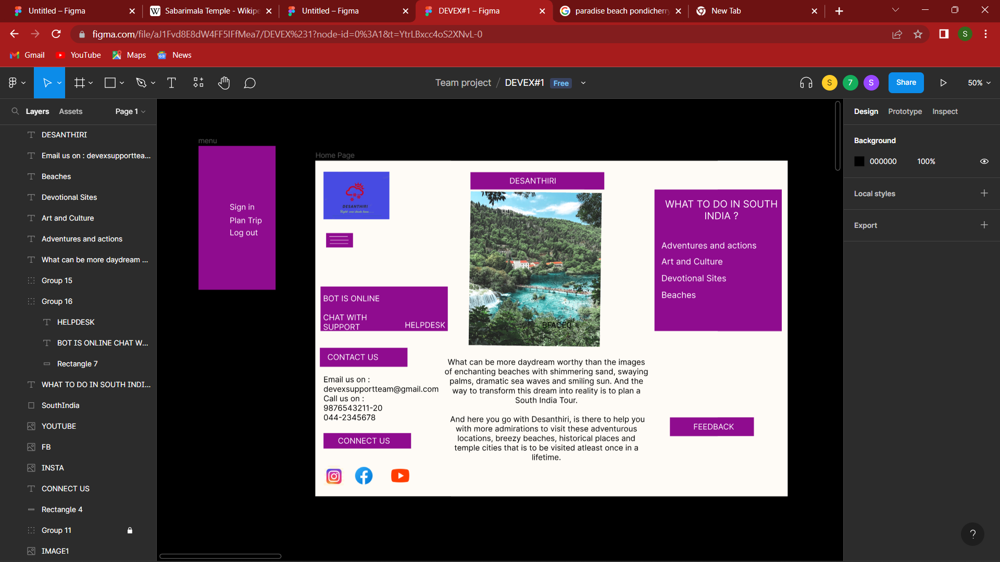 Untitled – Figma
Sabarimala Temple - Wikipe
Untitled – Figma
DEVEX#1 – Figma
paradise beach pondicherry
New Tab
figma.com/file/aJ1Fvd8E8dW4FF5IFfMea7/DEVEX%231?node-id=0%3A1&t=YtrLBxcc4oS2XNvL-0
S
Gmail
YouTube
Maps
News
Team project / DEVEX#1 Free
S
7
S
Share
50%
Layers
Assets
Page 1
DESANTHIRI
Email us on : devexsupporttea...
Beaches
Devotional Sites
Art and Culture
Adventures and actions
What can be more daydream ...
Group 15
Group 16
HELPDESK
BOT IS ONLINE CHAT W...
Rectangle 7
WHAT TO DO IN SOUTH INDI...
SouthIndia
YOUTUBE
FB
INSTA
CONNECT US
Rectangle 4
Group 11
IMAGE1
menu
Sign in
Plan Trip
Log out
Home Page
DESANTHIRI
BOT IS ONLINE
CHAT WITH
SUPPORT
HELPDESK
CONTACT US
Email us on :
devexsupportteam@gmail.com
Call us on :
9876543211-20
044-2345678
CONNECT US
DESANTHIRI
BFACE0
What can be more daydream worthy than the images
of enchanting beaches with shimmering sand, swaying
palms, dramatic sea waves and smiling sun. And the
way to transform this dream into reality is to plan a
South India Tour.
And here you go with Desanthiri, is there to help you
with more admirations to visit these adventurous
locations, breezy beaches, historical places and
temple cities that is to be visited atleast once in a
lifetime.
WHAT TO DO IN SOUTH
INDIA ?
Adventures and actions
Art and Culture
Devotional Sites
Beaches
FEEDBACK
Design
Prototype
Inspect
Background
000000
100%
Local styles
Export
?